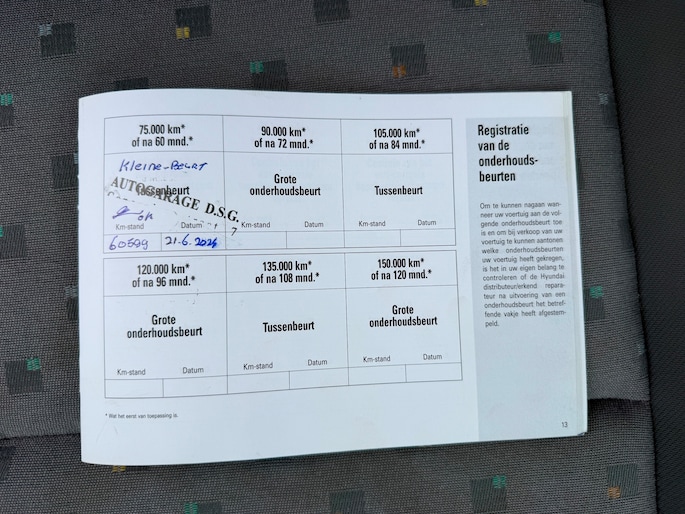 75.000 km*
of na 60 mnd.*
Kleine-Beurt
Tussenbeurt
AUTOGARAGE D.S.G.
Km-stand
Datum
60599
21-6-2024
90.000 km*
of na 72 mnd.*
Grote
onderhoudsbeurt
105.000 km*
of na 84 mnd.*
Tussenbeurt
120.000 km*
of na 96 mnd.*
Grote
onderhoudsbeurt
Km-stand
Datum
135.000 km*
of na 108 mnd.*
Tussenbeurt
Km-stand
Datum
150.000 km*
of na 120 mnd.*
Grote
onderhoudsbeurt
Km-stand
Datum
* Wat het eerst van toepassing is.
Registratie
van de
onderhouds-
beurten
Om te kunnen nagaan wan-
neer uw voertuig aan de vol-
gende onderhoudsbeurt toe
is en om bij verkoop van uw
voertuig te kunnen aantonen
welke onderhoudsbeurten
uw voertuig heeft gekregen,
is het in uw eigen belang te
controleren of de Hyundai
distributeur/erkend repara-
teur na uitvoering van een
onderhoudsbeurt het betref-
fende vakje heeft afgestem-
peld.
13